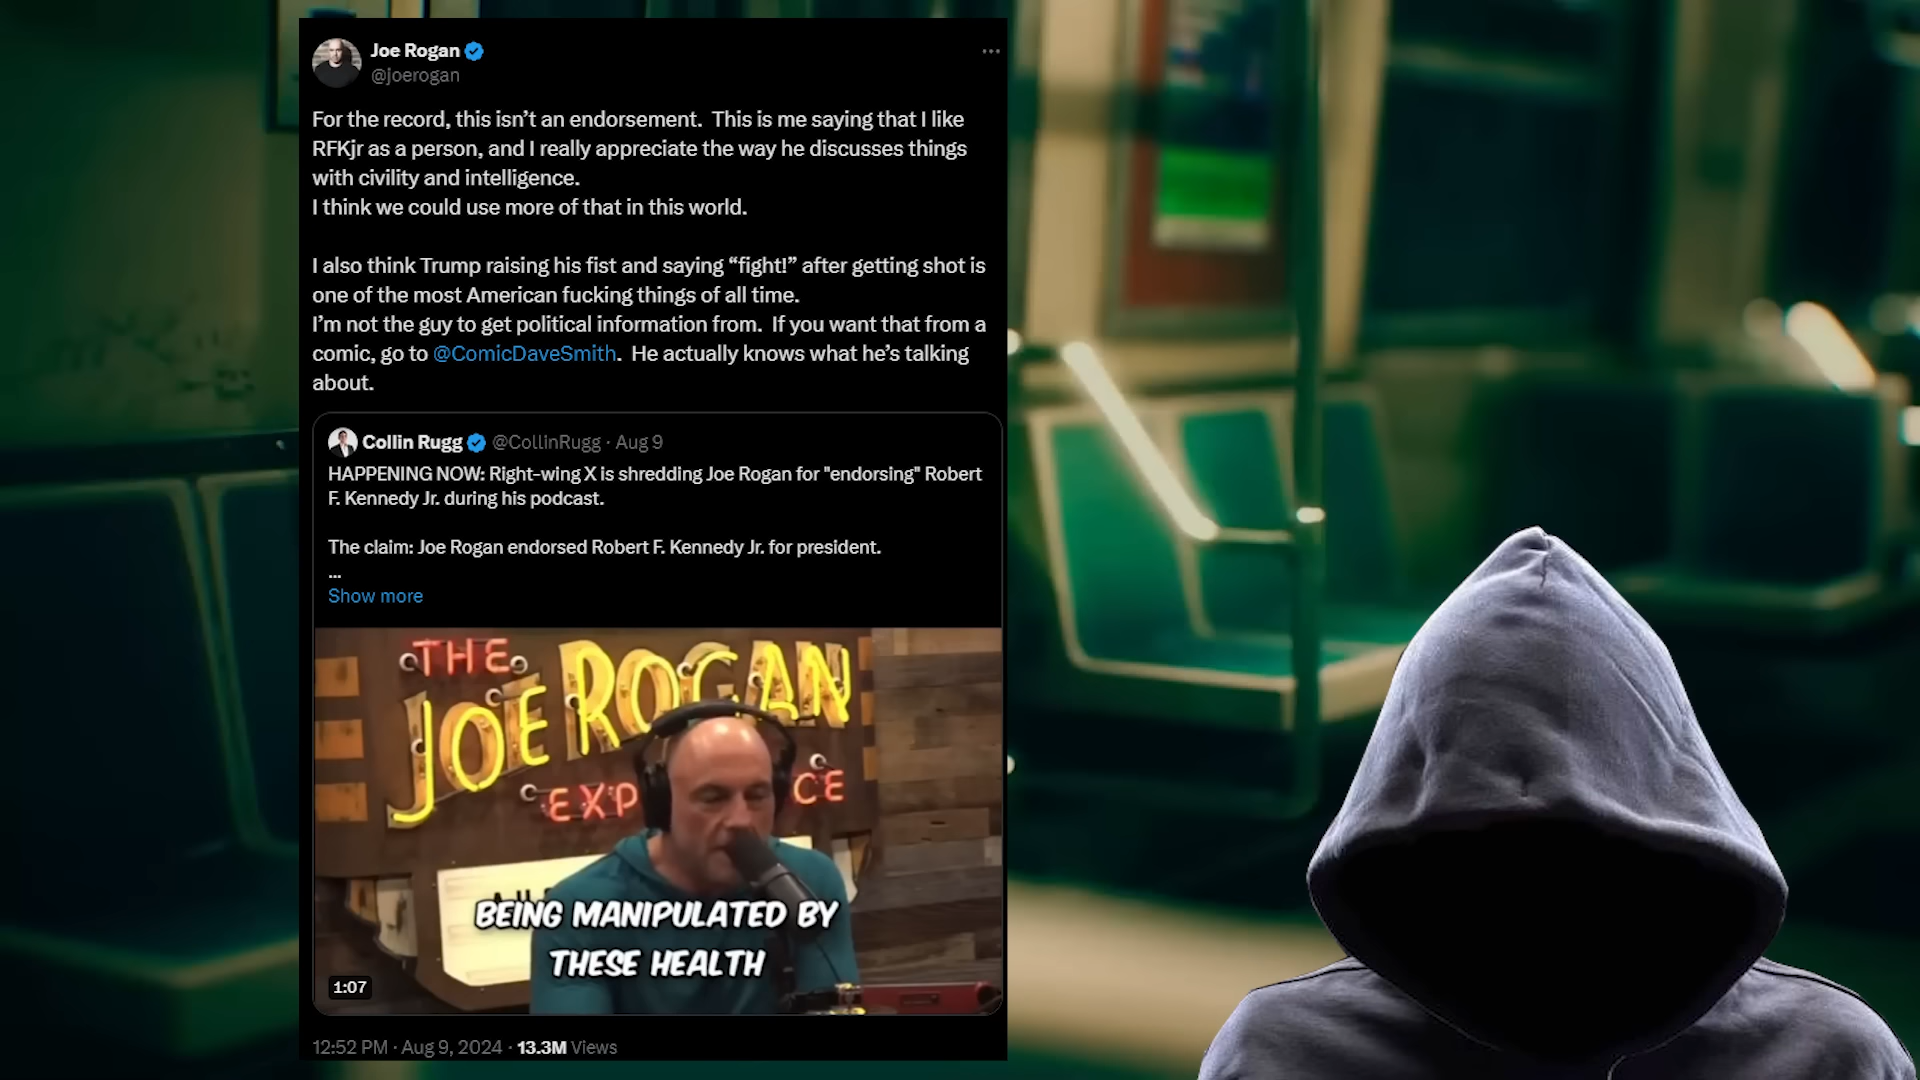 Joe Rogan
@joerogan
For the record, this isn’t an endorsement. This is me saying that I like
RFKjr as a person, and I really appreciate the way he discusses things
with civility and intelligence.
I think we could use more of that in this world.
I also think Trump raising his fist and saying “fight!” after getting shot is
one of the most American fucking things of all time.
I’m not the guy to get political information from. If you want that from a
comic, go to @ComicDaveSmith. He actually knows what he’s talking
about.
Collin Rugg @CollinRugg · Aug 9
HAPPENING NOW: Right-wing X is shredding Joe Rogan for "endorsing" Robert
F. Kennedy Jr. during his podcast.
The claim: Joe Rogan endorsed Robert F. Kennedy Jr. for president.
...
Show more
THE
JOE ROGAN
EXP CE
BEING MANIPULATED BY
THESE HEALTH
1:07
12:52 PM · Aug 9, 2024 · 13.3M Views